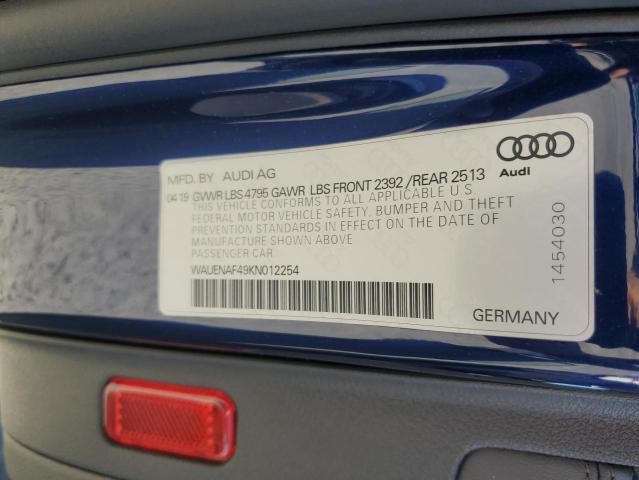 MFD. BY AUDI AG
04 19 GVWR LBS 4795 GAWR LBS FRONT 2392 /REAR 2513
THIS VEHICLE CONFORMS TO ALL APPLICABLE U S
FEDERAL MOTOR VEHICLE SAFETY, BUMPER AND THEFT
PREVENTION STANDARDS IN EFFECT ON THE DATE OF
MANUFACTURE SHOWN ABOVE
PASSENGER CAR
WAUENAF49KN012254
Audi
1454030
GERMANY